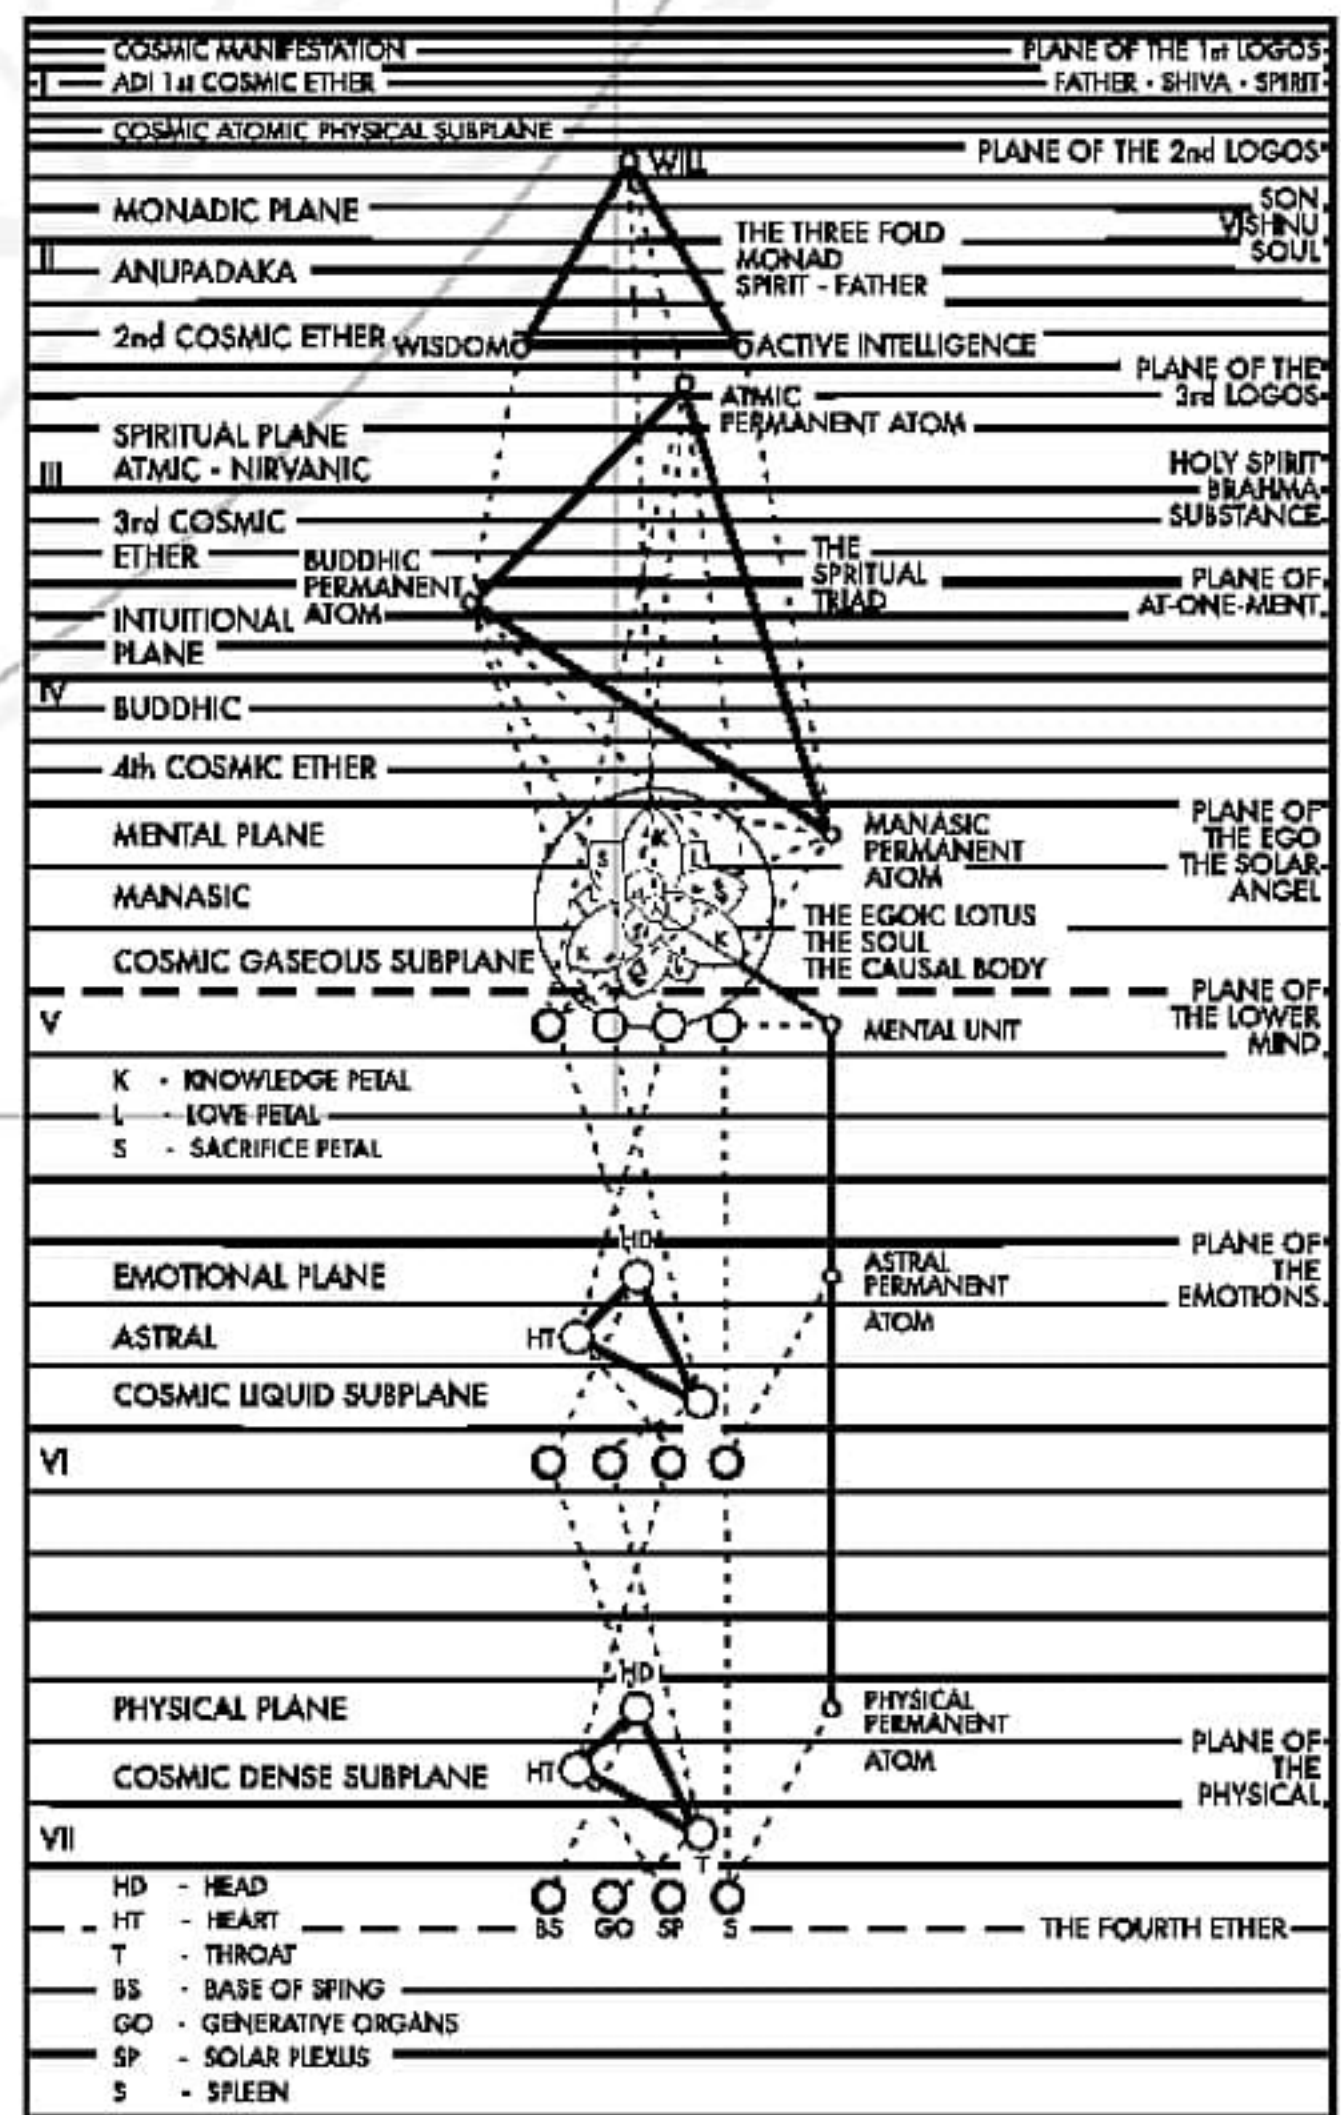 COSMIC MANIFESTATION
PLANE OF THE 1st LOGOS
I
ADI 1st COSMIC ETHER
FATHER - SHIVA - SPIRIT
COSMIC ATOMIC PHYSICAL SUBPLANE
PLANE OF THE 2nd LOGOS
WILL
MONADIC PLANE
SON
VISHNU
SOUL
THE THREE FOLD
MONAD
SPIRIT - FATHER
II
ANUPADAKA
2nd COSMIC ETHER
WISDOM
ACTIVE INTELLIGENCE
PLANE OF THE
3rd LOGOS
ATMIC
PERMANENT ATOM
SPIRITUAL PLANE
III
ATMIC - NIRVANIC
HOLY SPIRIT
BRAHMA
SUBSTANCE
3rd COSMIC
ETHER
BUDDHIC
PERMANENT
ATOM
THE
SPRITUAL
TRIAD
PLANE OF
AT-ONE-MENT
INTUITIONAL
PLANE
IV
BUDDHIC
4th COSMIC ETHER
MENTAL PLANE
MANASIC
PERMANENT
ATOM
PLANE OF
THE EGO
THE SOLAR
ANGEL
K
S
L
S
L
K
K
L
MANASIC
THE EGOIC LOTUS
THE SOUL
THE CAUSAL BODY
COSMIC GASEOUS SUBPLANE
PLANE OF
THE LOWER
MIND
V
MENTAL UNIT
K - KNOWLEDGE PETAL
L - LOVE PETAL
S - SACRIFICE PETAL
HD
EMOTIONAL PLANE
ASTRAL
PERMANENT
ATOM
PLANE OF
THE
EMOTIONS
ASTRAL
HT
COSMIC LIQUID SUBPLANE
VI
HD
PHYSICAL PLANE
PHYSICAL
PERMANENT
ATOM
PLANE OF
THE
PHYSICAL
COSMIC DENSE SUBPLANE
HT
VII
T
HD - HEAD
HT - HEART
BS GO SP S
THE FOURTH ETHER
T - THROAT
BS - BASE OF SPING
GO - GENERATIVE ORGANS
SP - SOLAR PLEXUS
S - SPLEEN